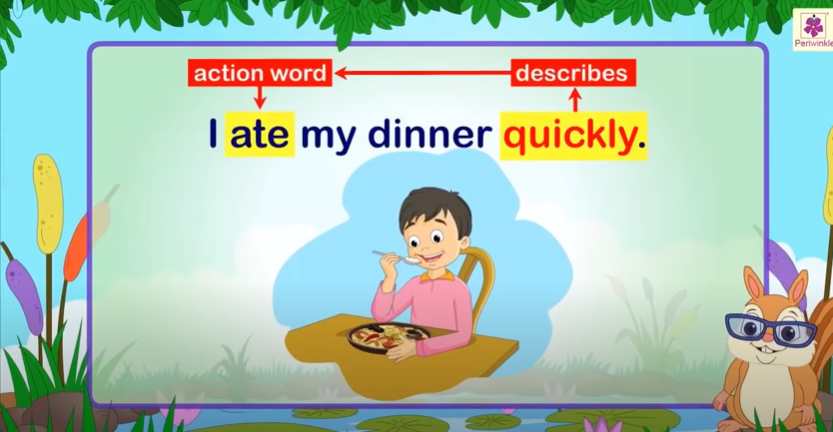 Periwinkle
action word describes
I ate my dinner quickly.